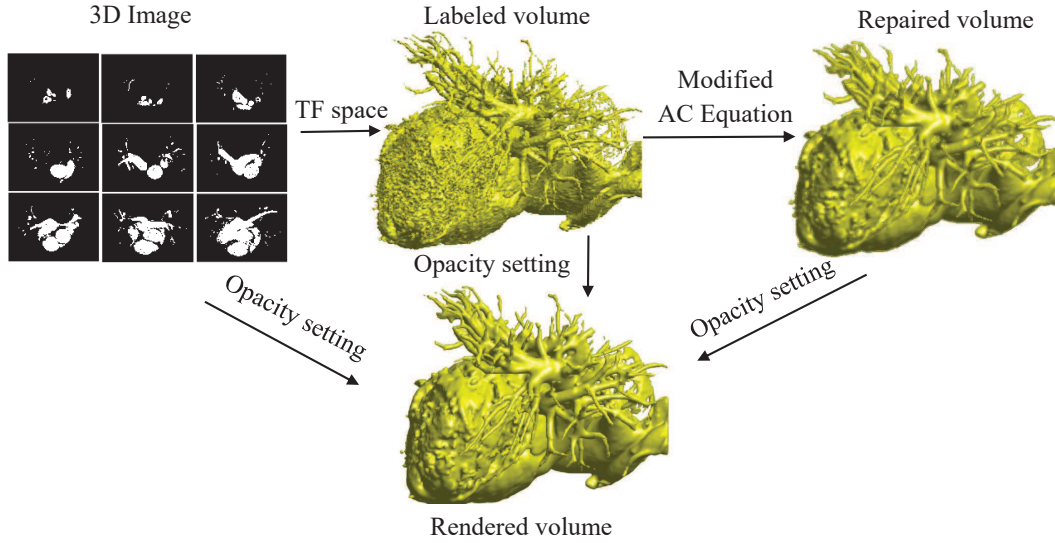 3D Image
Labeled volume
Repaired volume
TF space
Modified
AC Equation
Opacity setting
Opacity setting
Opacity setting
Rendered volume